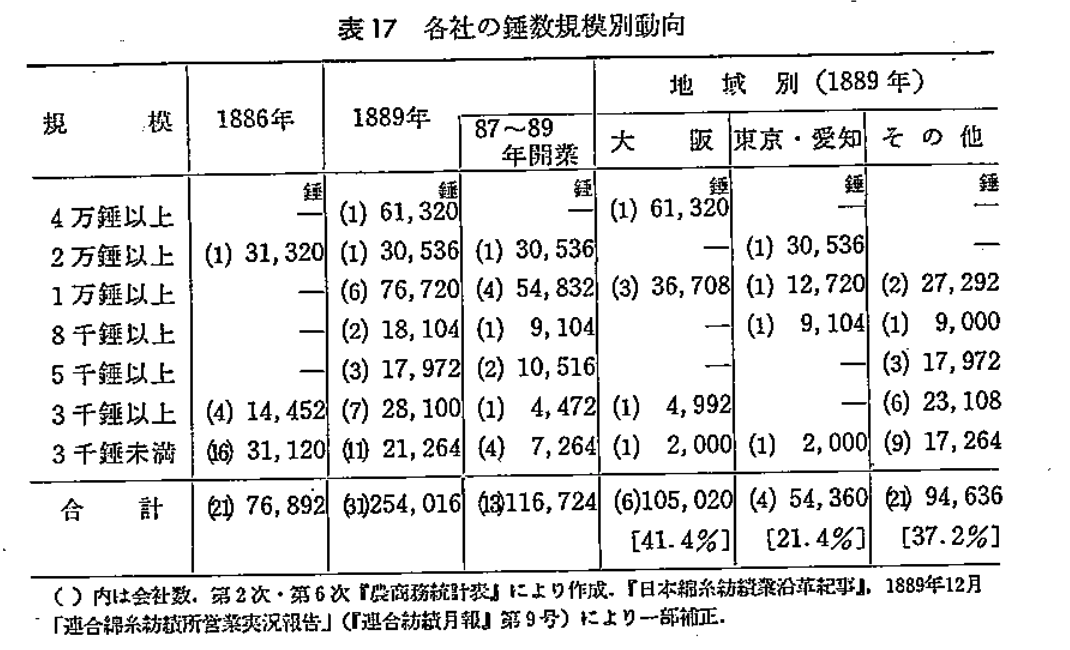 表17 各社の錘数規模別動向
規模 1886年 1889年 地域別(1889年)
87～89年開業 大阪 東京・愛知 その他
錘 錘 錘 錘 錘 錘
4万錘以上 — (1) 61,320 — (1) 61,320 — —
2万錘以上 (1) 31,320 (1) 30,536 (1) 30,536 — (1) 30,536 —
1万錘以上 — (6) 76,720 (4) 54,832 (3) 36,708 (1) 12,720 (2) 27,292
8千錘以上 — (2) 18,104 (1) 9,104 — (1) 9,104 (1) 9,000
5千錘以上 — (3) 17,972 (2) 10,516 — — (3) 17,972
3千錘以上 (4) 14,452 (7) 28,100 (1) 4,472 (1) 4,992 — (6) 23,108
3千錘未満 (16) 31,120 (11) 21,264 (4) 7,264 (1) 2,000 (1) 2,000 (9) 17,264
合計 (21) 76,892 (31)254,016 (13)116,724 (6)105,020 (4) 54,360 (21) 94,636
[41.4%] [21.4%] [37.2%]
( )内は会社数. 第2次・第6次『農商務統計表』により作成.『日本綿糸紡績業沿革紀事』, 1889年12月
「連合綿糸紡績所営業実況報告」(『連合紡績月報』第9号)により一部補正.